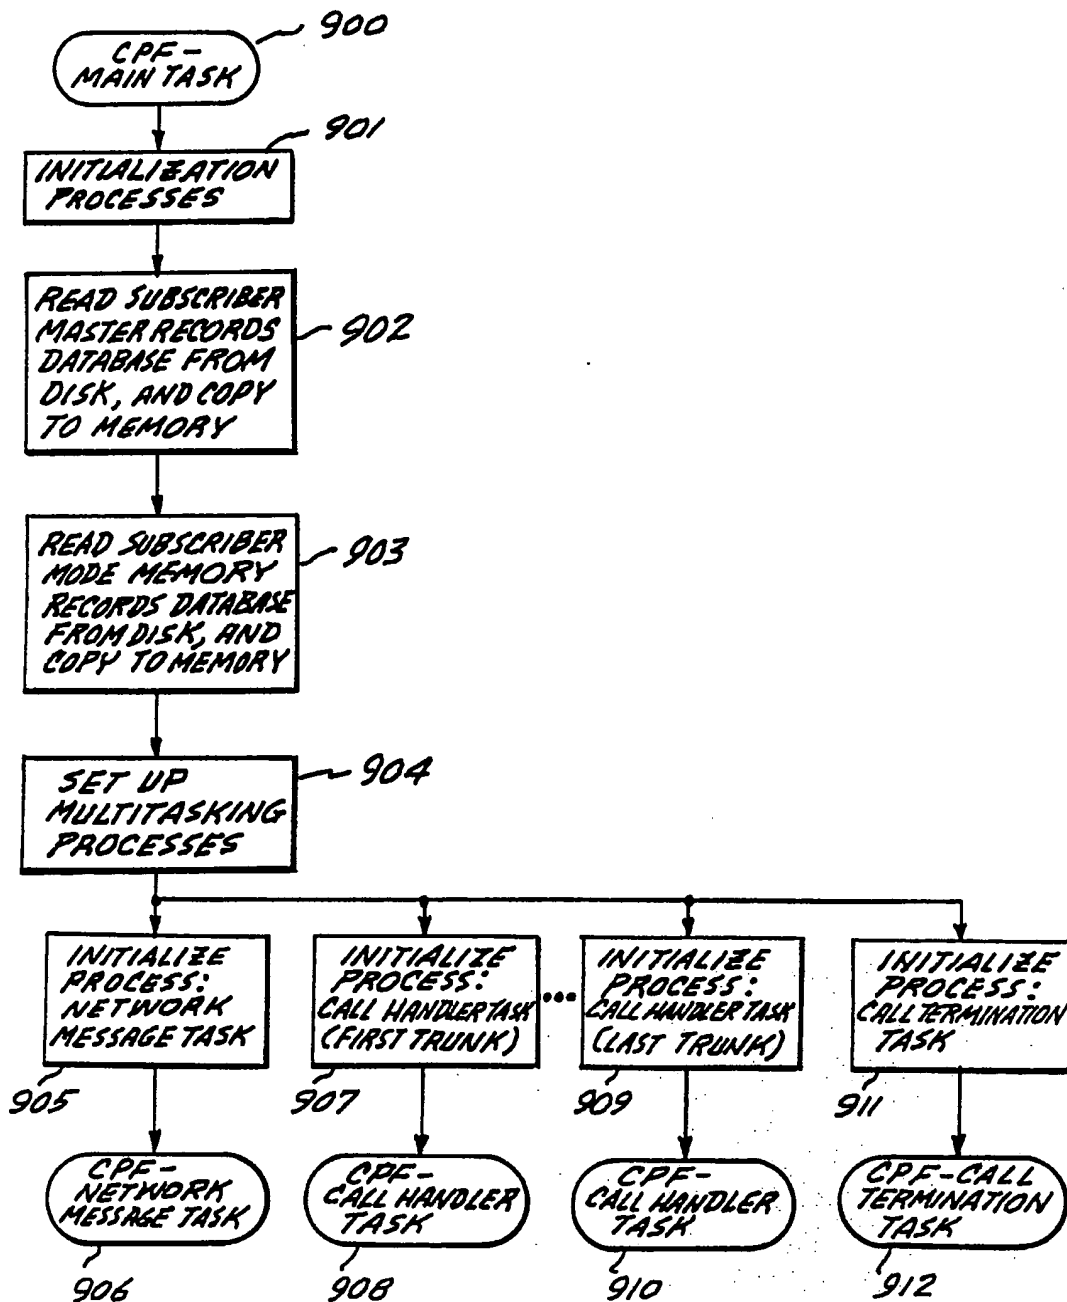 900
CPF-
MAIN TASK
901
INITIALIZATION
PROCESSES
READ SUBSCRIBER
MASTER RECORDS
DATABASE FROM
DISK, AND COPY
TO MEMORY
902
READ SUBSCRIBER
MODE MEMORY
RECORDS DATABASE
FROM DISK, AND
COPY TO MEMORY
903
SET UP
MULTITASKING
PROCESSES
904
INITIALIZE
PROCESS:
NETWORK
MESSAGE TASK
905
INITIALIZE
PROCESS:
CALL HANDLER TASK
(FIRST TRUNK)
907
•••
INITIALIZE
PROCESS:
CALL HANDLER TASK
(LAST TRUNK)
909
INITIALIZE
PROCESS:
CALL TERMINATION
TASK
911
CPF-
NETWORK
MESSAGE TASK
906
CPF-
CALL HANDLER
TASK
908
CPF-
CALL HANDLER
TASK
910
CPF-CALL
TERMINATION
TASK
912